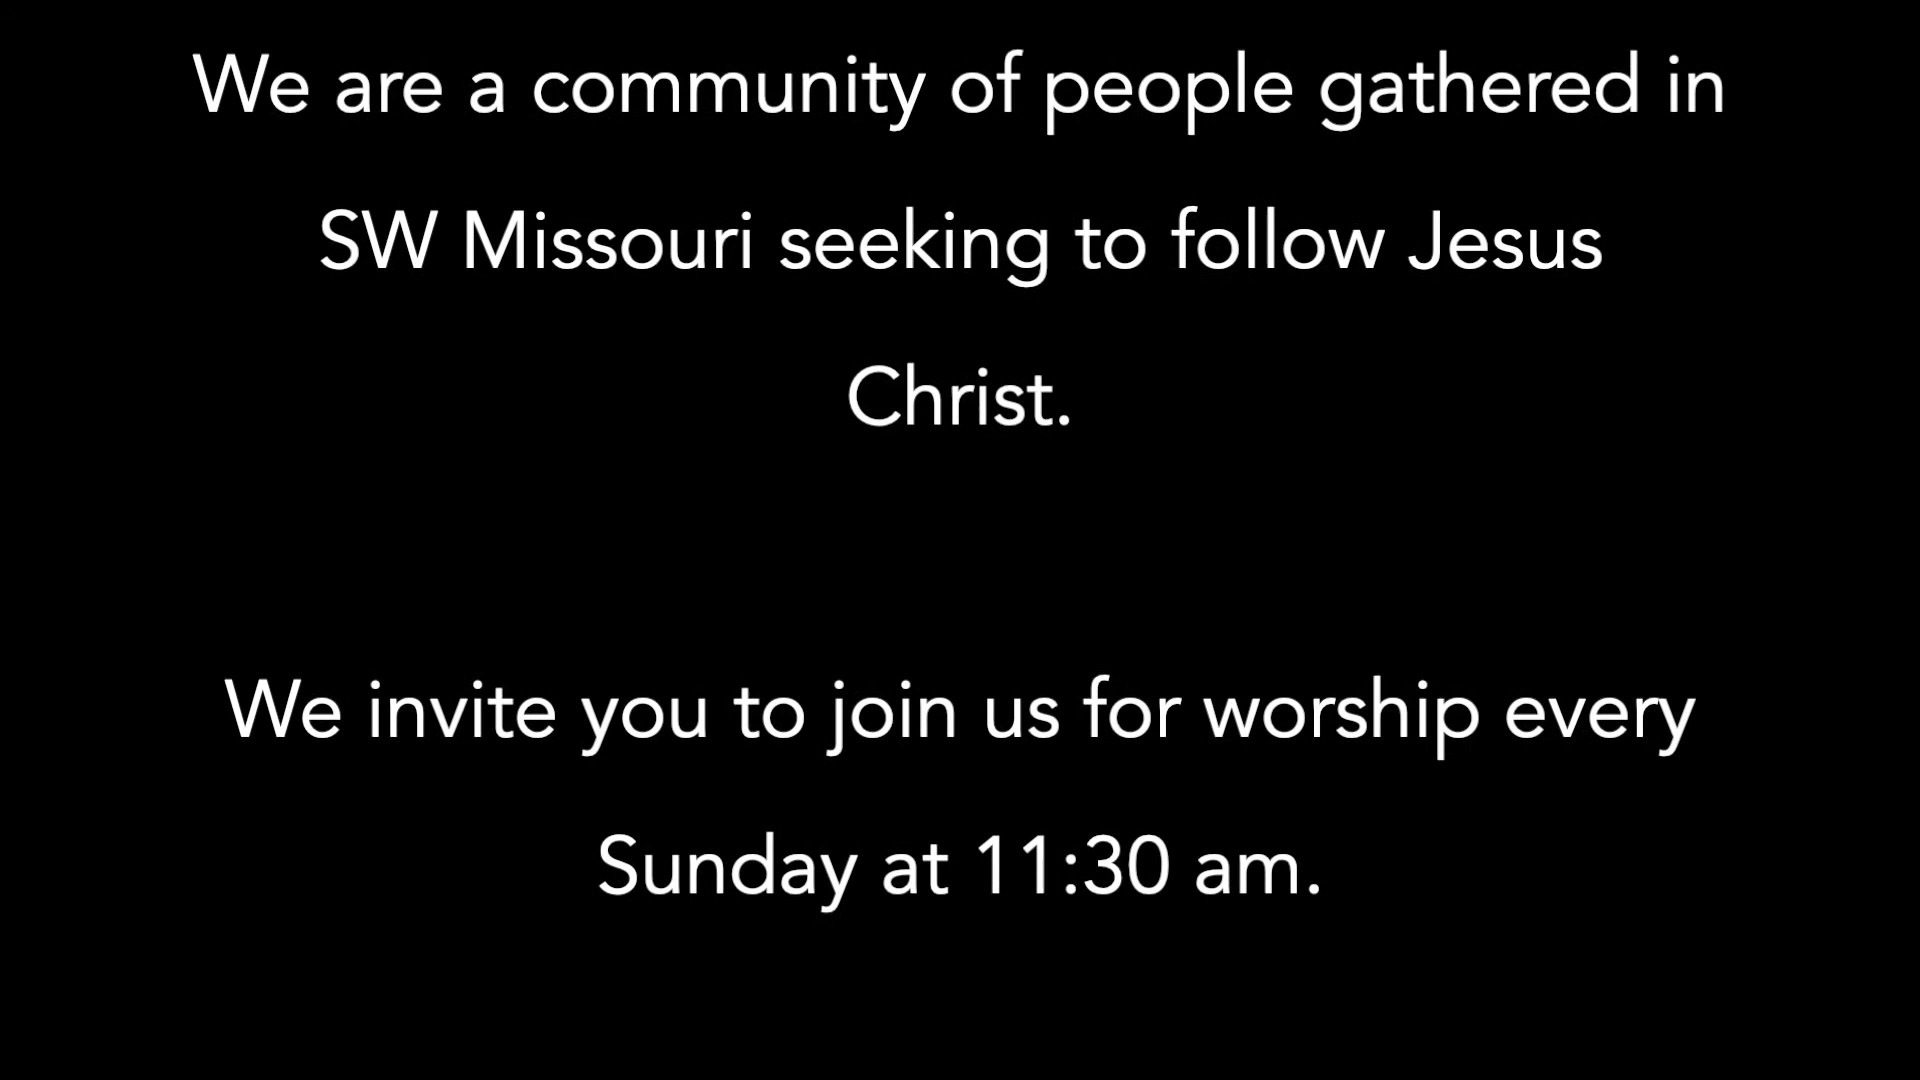 We are a community of people gathered in
SW Missouri seeking to follow Jesus
Christ.
We invite you to join us for worship every
Sunday at 11:30 am.